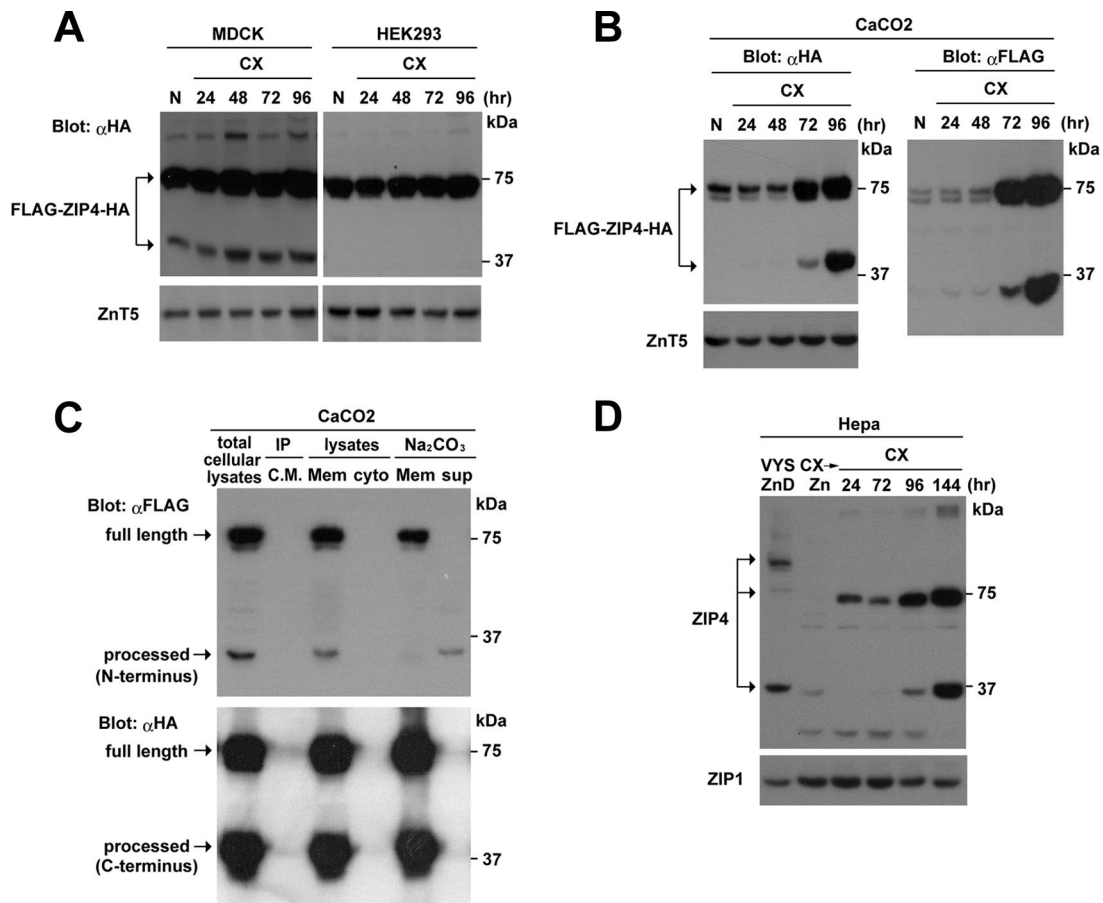 A
MDCK HEK293
CX CX
N 24 48 72 96 N 24 48 72 96 (hr)
Blot: αHA
kDa
75
FLAG-ZIP4-HA
37
ZnT5
B
CaCO2
Blot: αHA Blot: αFLAG
CX CX
N 24 48 72 96 (hr) N 24 48 72 96 (hr)
kDa kDa
75 75
FLAG-ZIP4-HA
37 37
ZnT5
C
CaCO2
total cellular lysates IP lysates Na₂CO₃
C.M. Mem cyto Mem sup
Blot: αFLAG
kDa
full length → 75
37
processed →
(N-terminus)
Blot: αHA
kDa
full length → 75
processed →
(C-terminus) 37
D
Hepa
VYS CX→ CX
ZnD Zn 24 72 96 144 (hr)
kDa
75
ZIP4
37
ZIP1